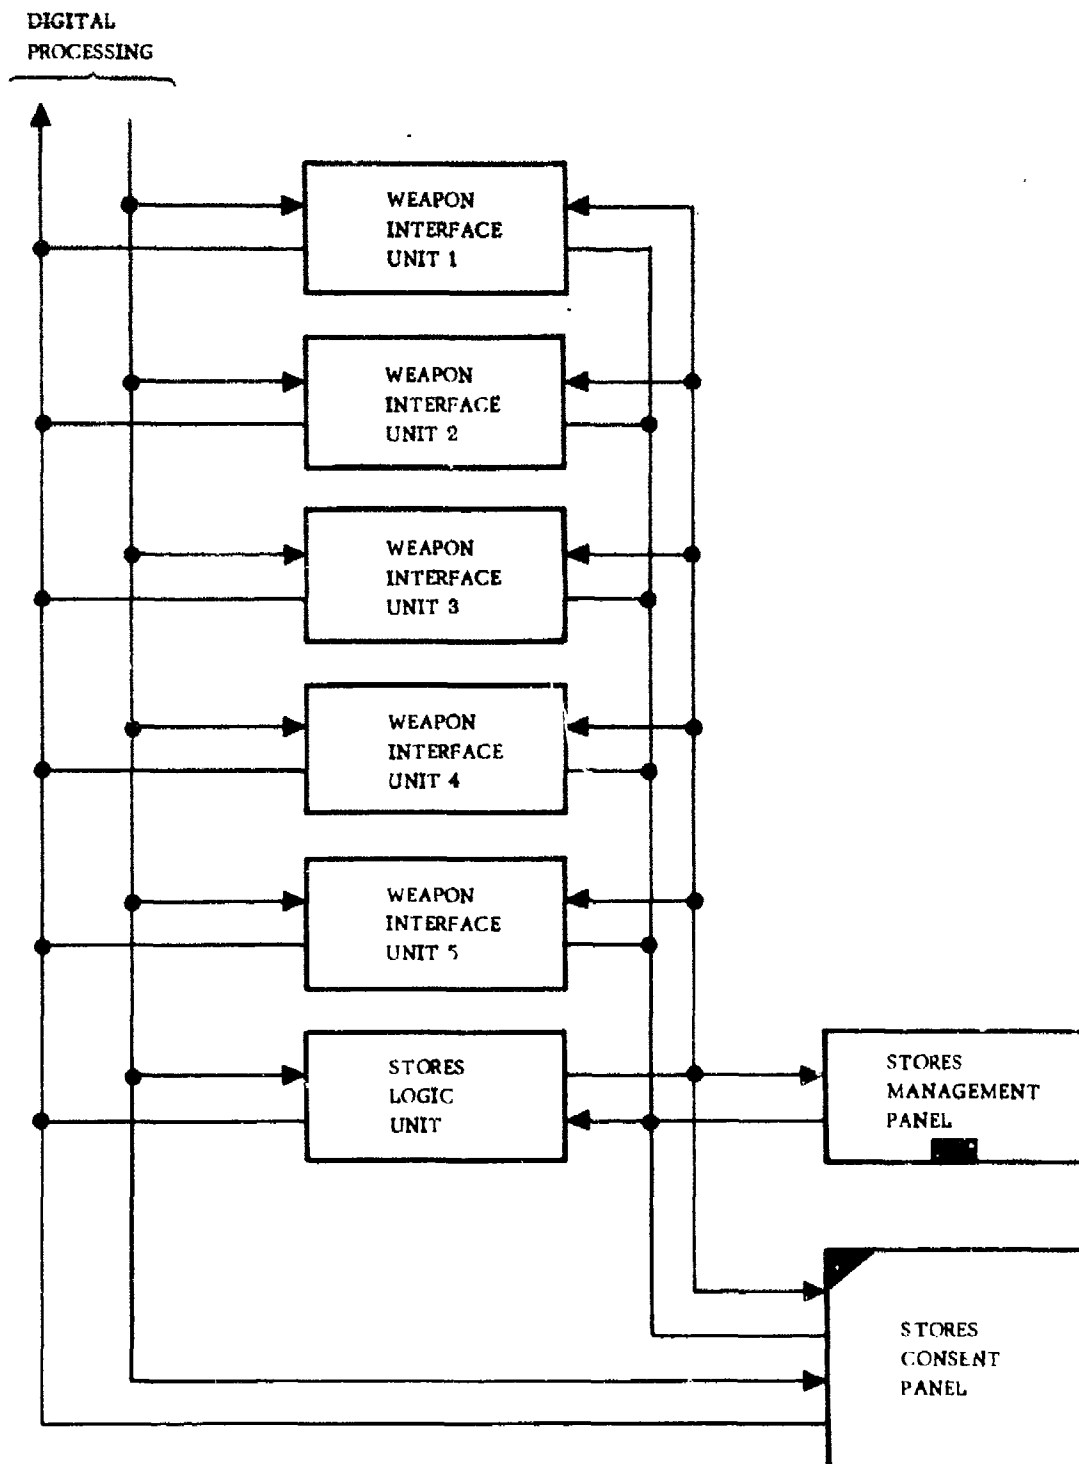 DIGITAL
PROCESSING
WEAPON
INTERFACE
UNIT 1
WEAPON
INTERFACE
UNIT 2
WEAPON
INTERFACE
UNIT 3
WEAPON
INTERFACE
UNIT 4
WEAPON
INTERFACE
UNIT 5
STORES
LOGIC
UNIT
STORES
MANAGEMENT
PANEL
STORES
CONSENT
PANEL